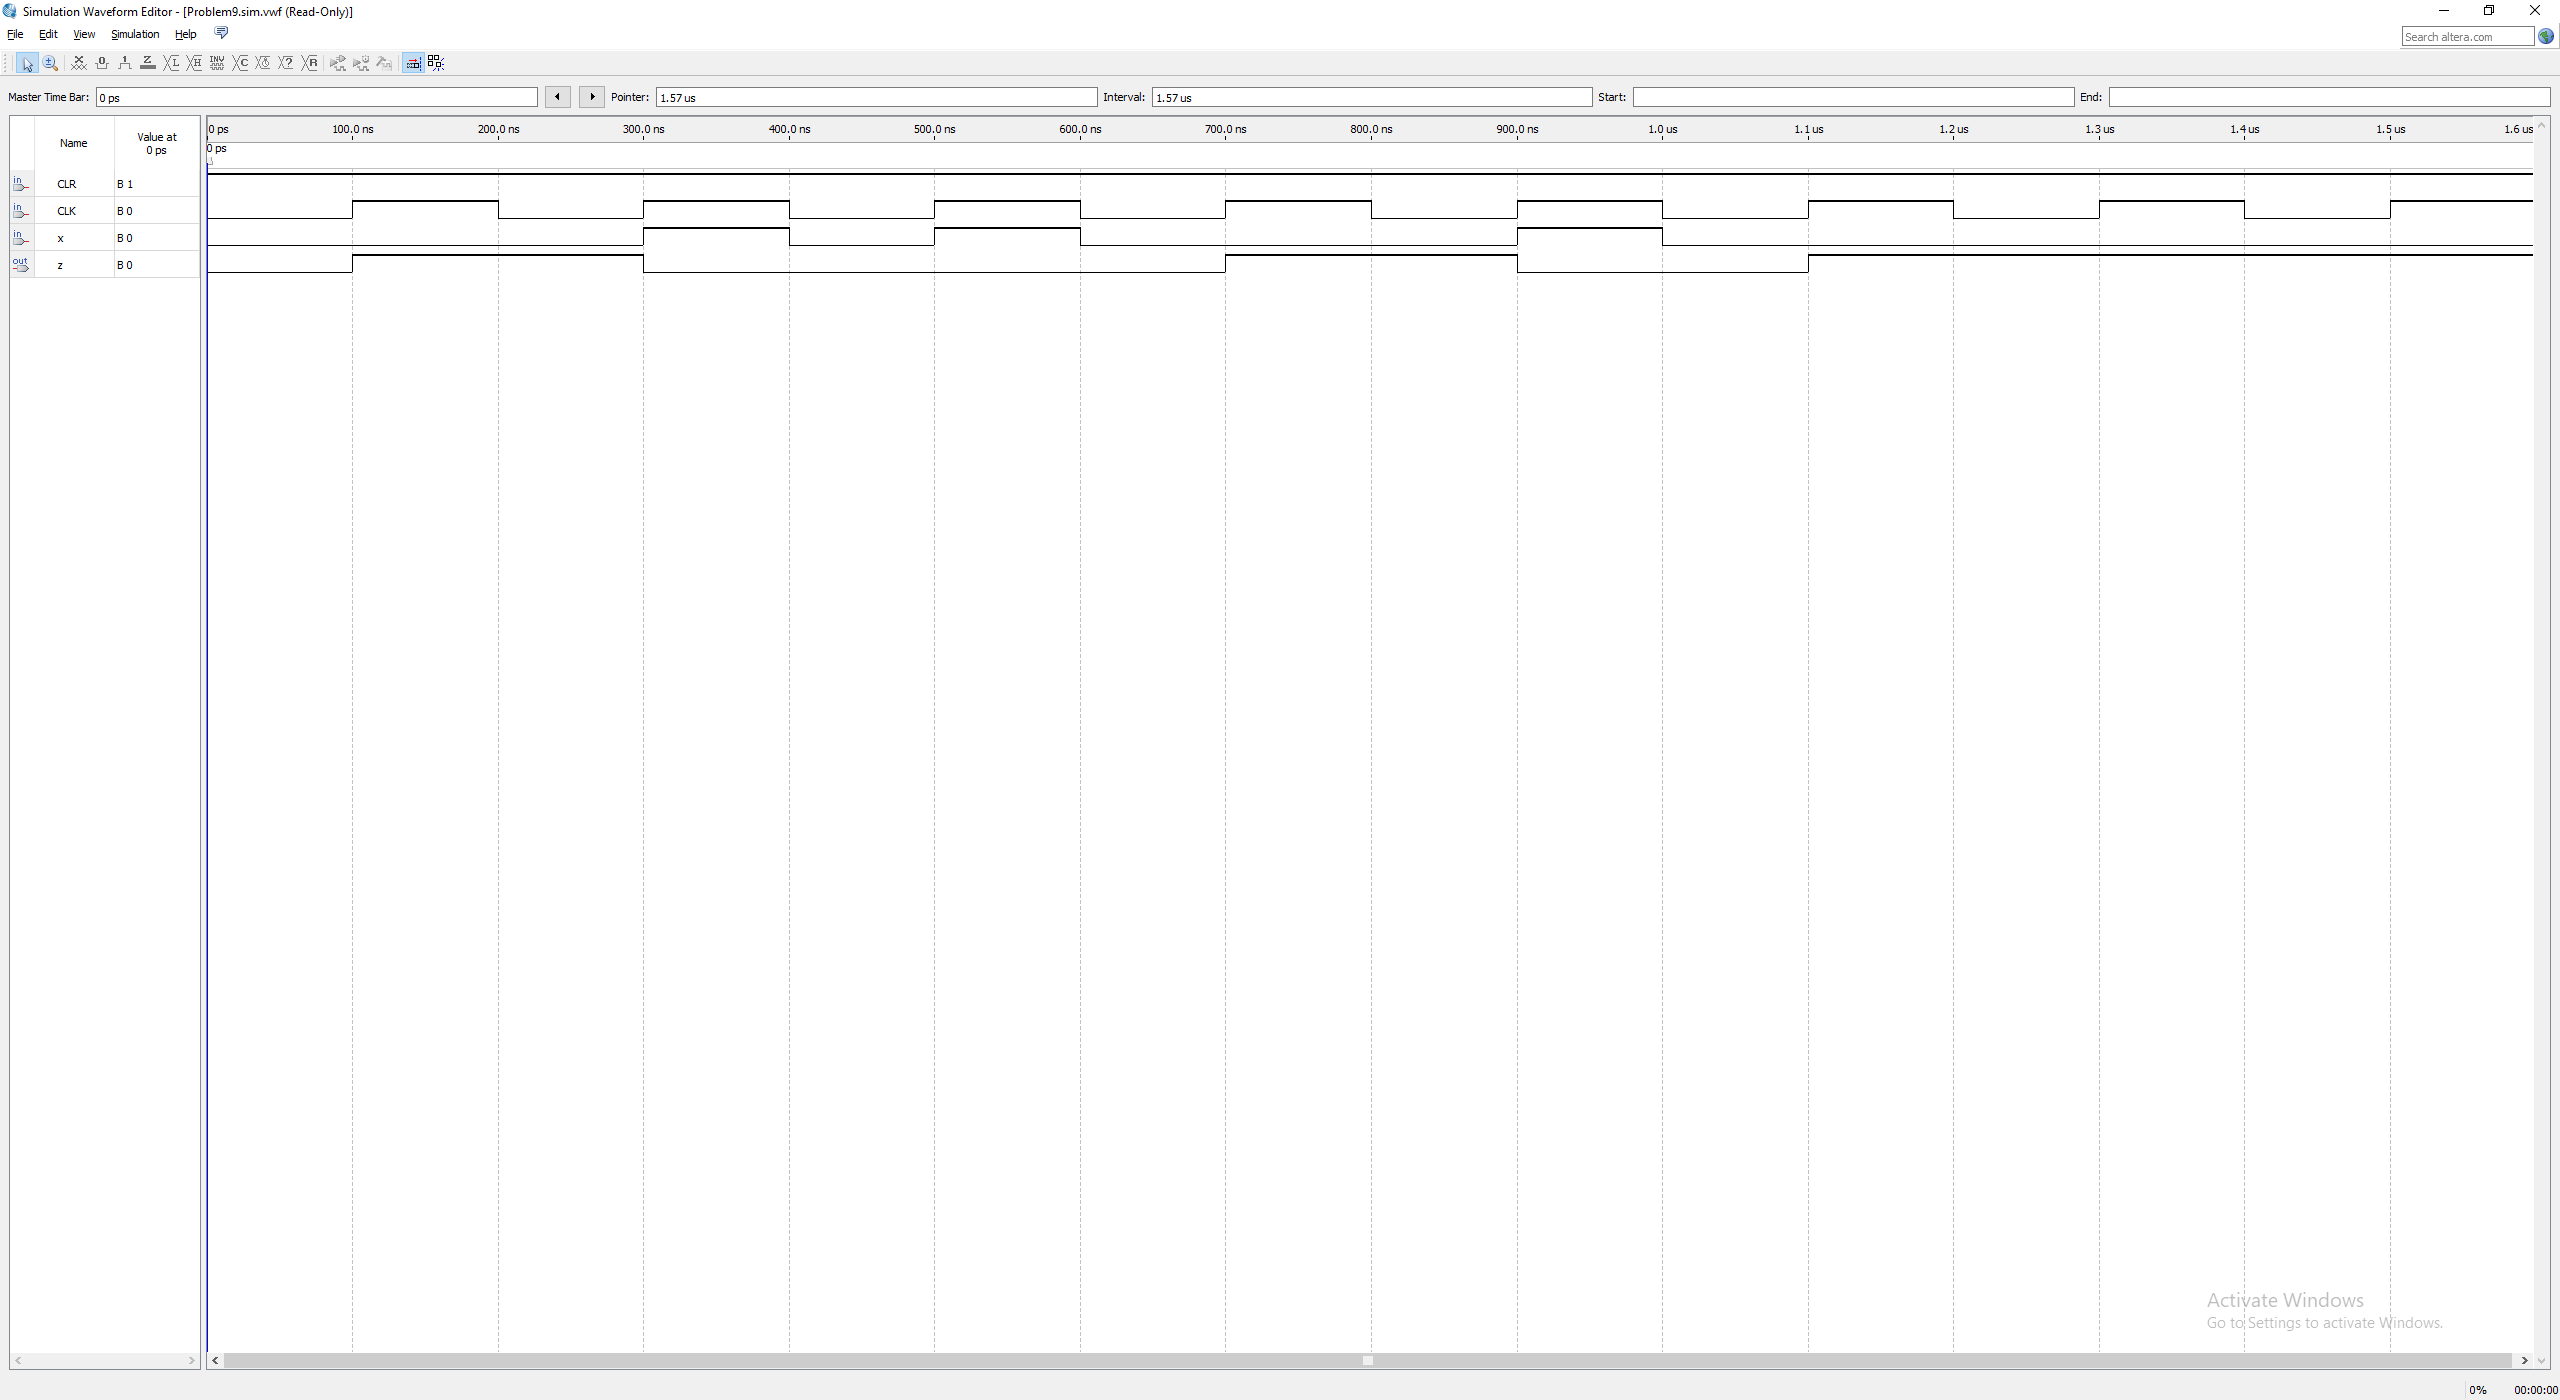 Simulation Waveform Editor - [Problem9.sim.vwf (Read-Only)]
File Edit View Simulation Help
Search altera.com
Master Time Bar: 0 ps Pointer: 1.57 us Interval: 1.57 us Start: End:
Name Value at 0 ps
0 ps 100.0 ns 200.0 ns 300.0 ns 400.0 ns 500.0 ns 600.0 ns 700.0 ns 800.0 ns 900.0 ns 1.0 us 1.1 us 1.2 us 1.3 us 1.4 us 1.5 us 1.6 us
0 ps
in CLR B 1
in CLK B 0
in x B 0
out z B 0
Activate Windows
Go to Settings to activate Windows.
0% 00:00:00